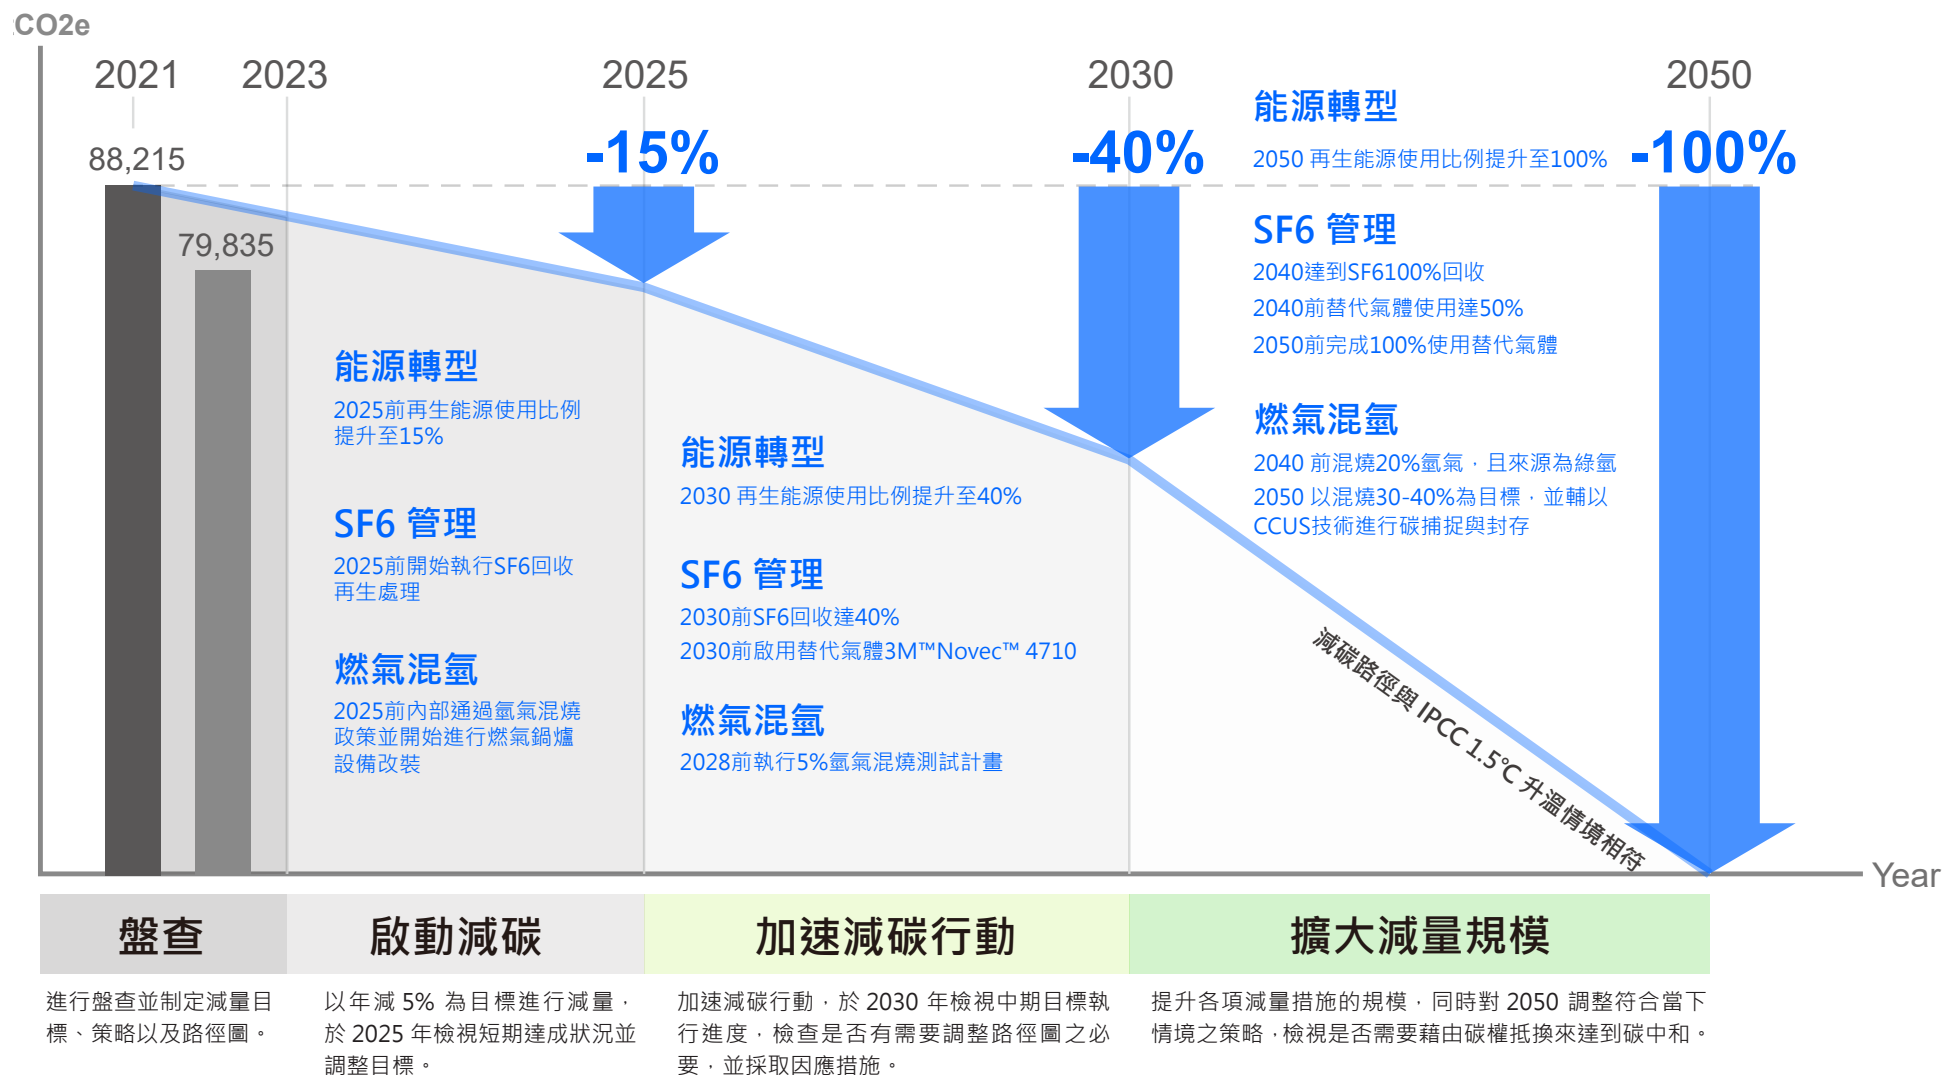 CO2e
2021
2023
2025
2030
2050
88,215
79,835
-15%
-40%
-100%
能源轉型
2025前再生能源使用比例
提升至15%
SF6 管理
2025前開始執行SF6回收
再生處理
燃氣混氫
2025前內部通過氫氣混燒
政策並開始進行燃氣鍋爐
設備改裝
能源轉型
2030 再生能源使用比例提升至40%
SF6 管理
2030前SF6回收達40%
2030前啟用替代氣體3M™Novec™ 4710
燃氣混氫
2028前執行5%氫氣混燒測試計畫
能源轉型
2050 再生能源使用比例提升至100%
SF6 管理
2040達到SF6100%回收
2040前替代氣體使用達50%
2050前完成100%使用替代氣體
燃氣混氫
2040 前混燒20%氫氣，且來源為綠氫
2050 以混燒30-40%為目標，並輔以
CCUS技術進行碳捕捉與封存
減碳路徑與 IPCC 1.5℃ 升溫情境相符
Year
盤查
啟動減碳
加速減碳行動
擴大減量規模
進行盤查並制定減量目
標、策略以及路徑圖。
以年減 5% 為目標進行減量，
於 2025 年檢視短期達成狀況並
調整目標。
加速減碳行動，於 2030 年檢視中期目標執
行進度，檢查是否有需要調整路徑圖之必
要，並採取因應措施。
提升各項減量措施的規模，同時對 2050 調整符合當下
情境之策略，檢視是否需要藉由碳權抵換來達到碳中和。